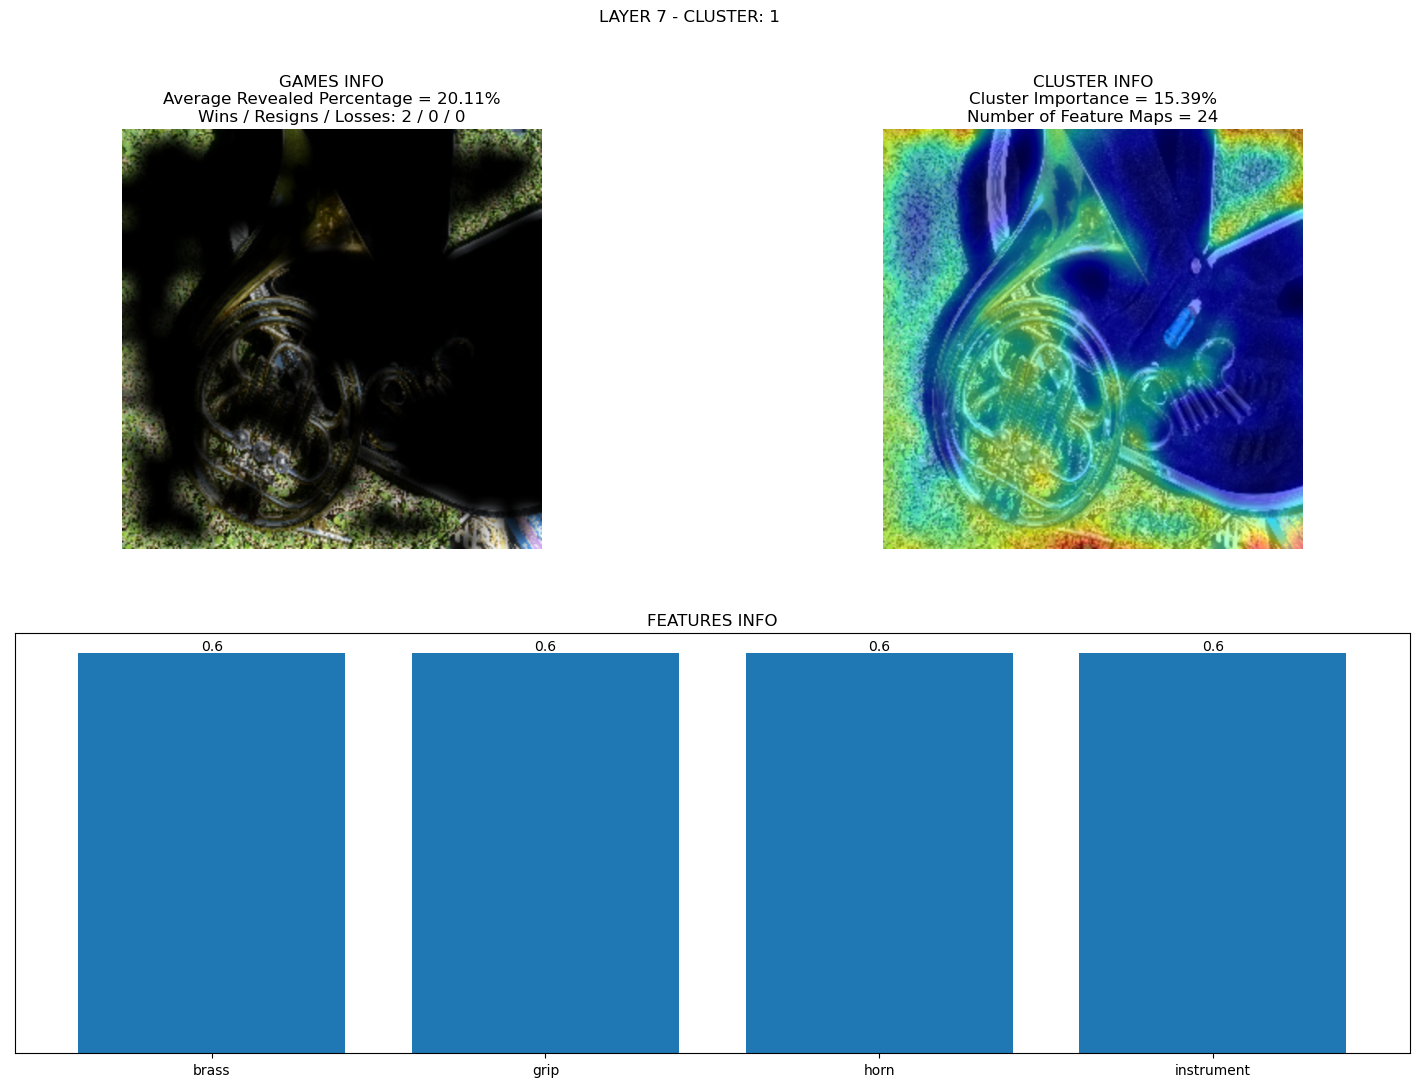 LAYER 7 - CLUSTER: 1
GAMES INFO
Average Revealed Percentage = 20.11%
Wins / Resigns / Losses: 2 / 0 / 0
CLUSTER INFO
Cluster Importance = 15.39%
Number of Feature Maps = 24
FEATURES INFO
0.6 0.6 0.6 0.6
brass grip horn instrument